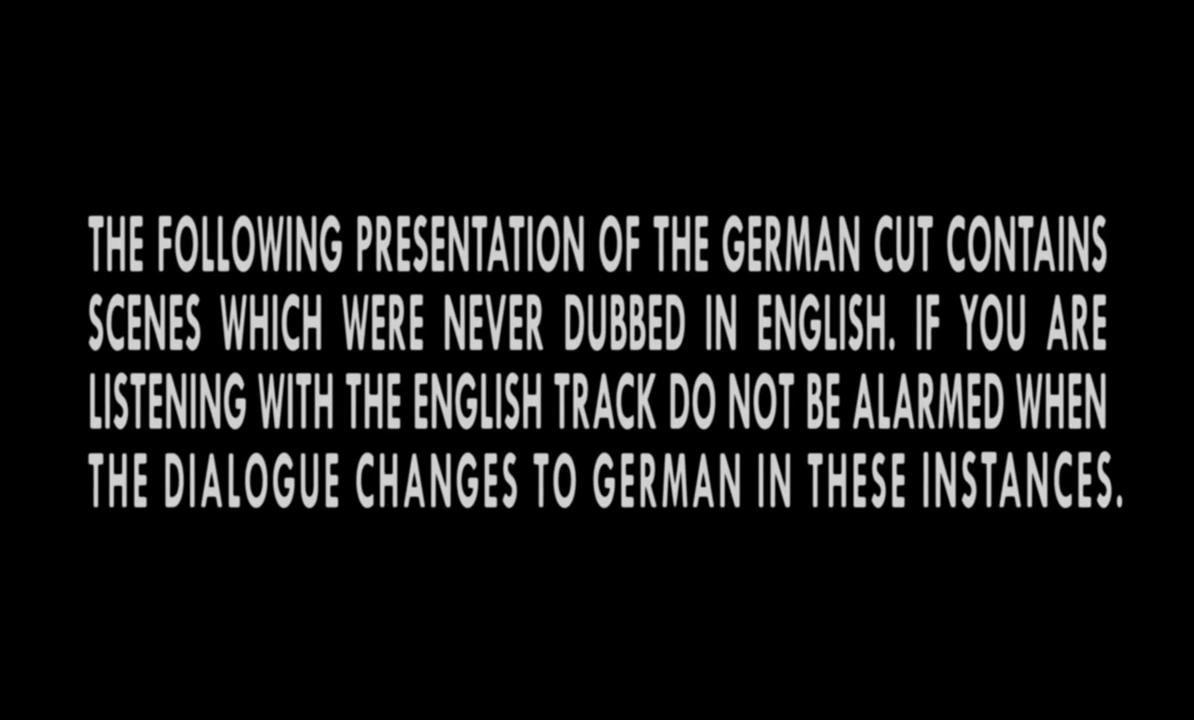 THE FOLLOWING PRESENTATION OF THE GERMAN CUT CONTAINS
SCENES WHICH WERE NEVER DUBBED IN ENGLISH. IF YOU ARE
LISTENING WITH THE ENGLISH TRACK DO NOT BE ALARMED WHEN
THE DIALOGUE CHANGES TO GERMAN IN THESE INSTANCES.